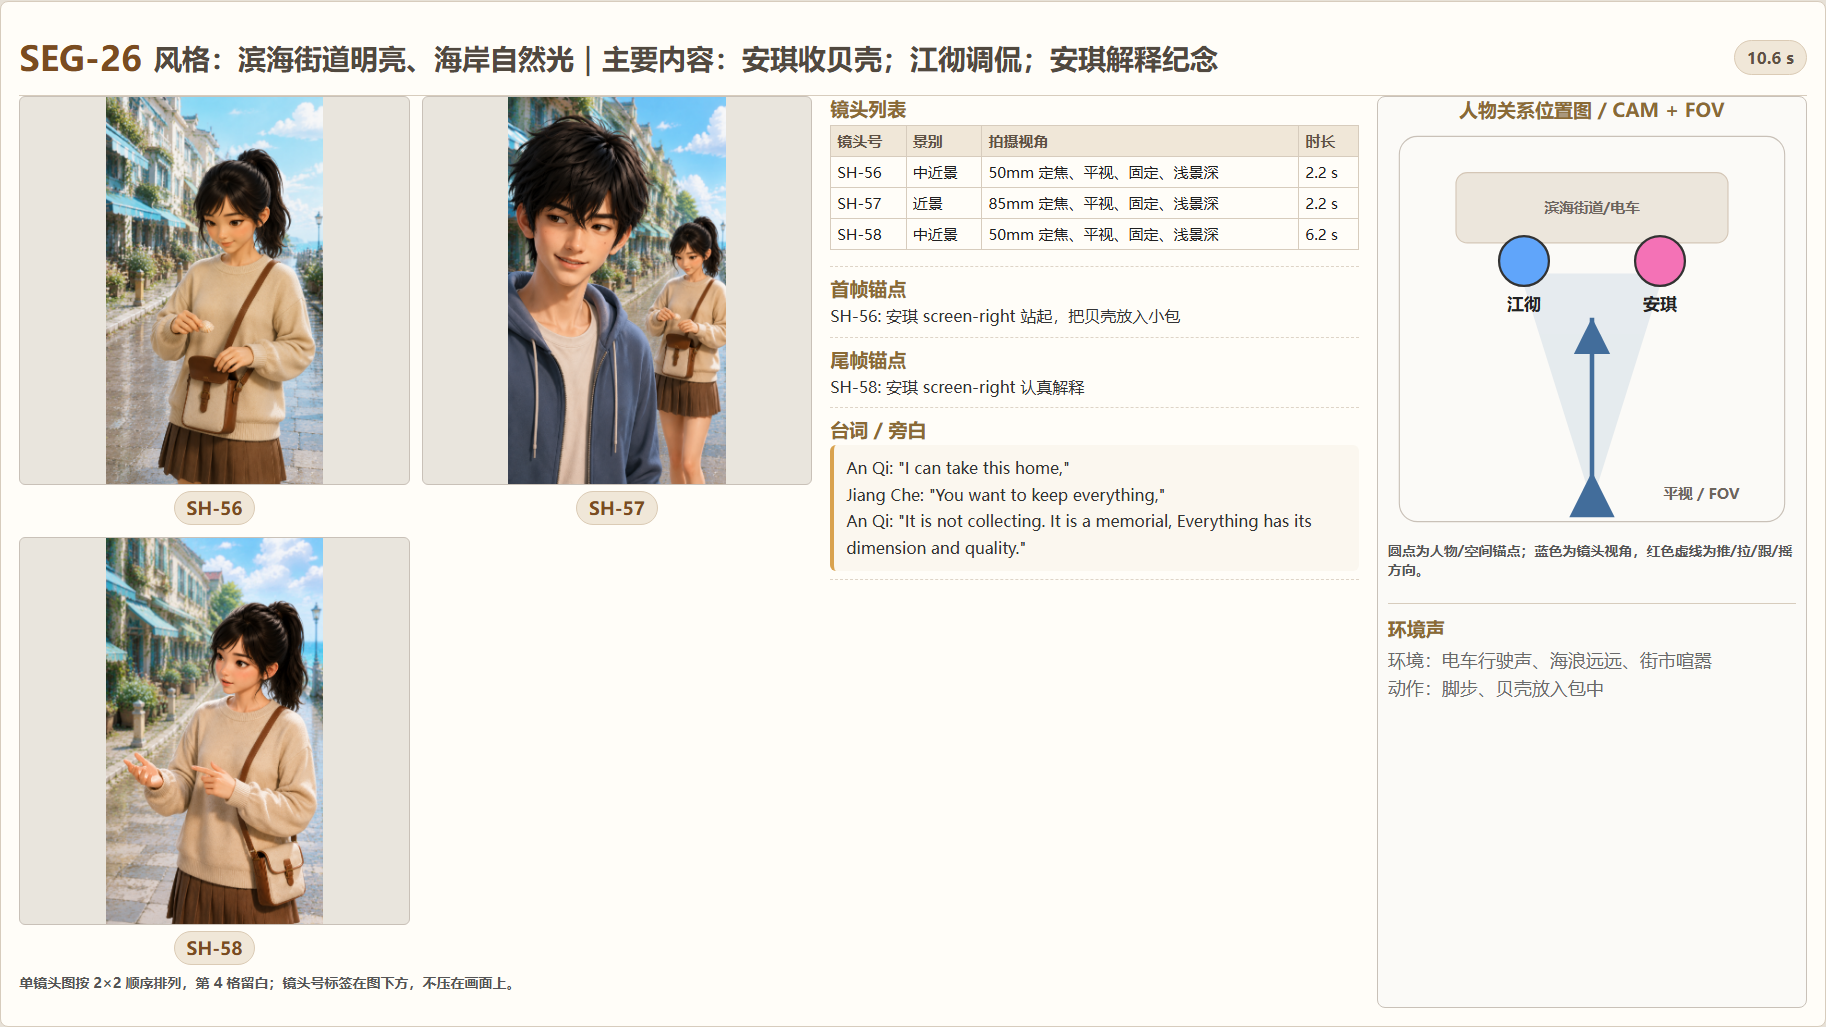 SEG-26 风格：滨海街道明亮、海岸自然光 | 主要内容：安琪收贝壳；江彻调侃；安琪解释纪念
10.6 s
SH-56
SH-57
SH-58
单镜头图按 2×2 顺序排列，第 4 格留白；镜头号标签在图下方，不压在画面上。
镜头列表
镜头号 景别 拍摄视角 时长
SH-56 中近景 50mm 定焦、平视、固定、浅景深 2.2 s
SH-57 近景 85mm 定焦、平视、固定、浅景深 2.2 s
SH-58 中近景 50mm 定焦、平视、固定、浅景深 6.2 s
首帧锚点
SH-56: 安琪 screen-right 站起，把贝壳放入小包
尾帧锚点
SH-58: 安琪 screen-right 认真解释
台词 / 旁白
An Qi: "I can take this home,"
Jiang Che: "You want to keep everything,"
An Qi: "It is not collecting. It is a memorial, Everything has its
dimension and quality."
人物关系位置图 / CAM + FOV
滨海街道/电车
江彻
安琪
平视 / FOV
圆点为人物/空间锚点；蓝色为镜头视角，红色虚线为推/拉/跟/摇
方向。
环境声
环境：电车行驶声、海浪远远、街市喧嚣
动作：脚步、贝壳放入包中